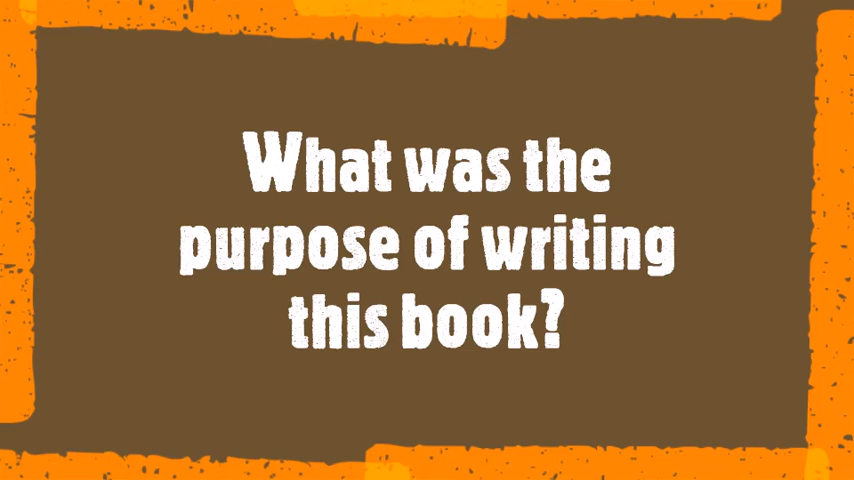 What was the
purpose of writing
this book?